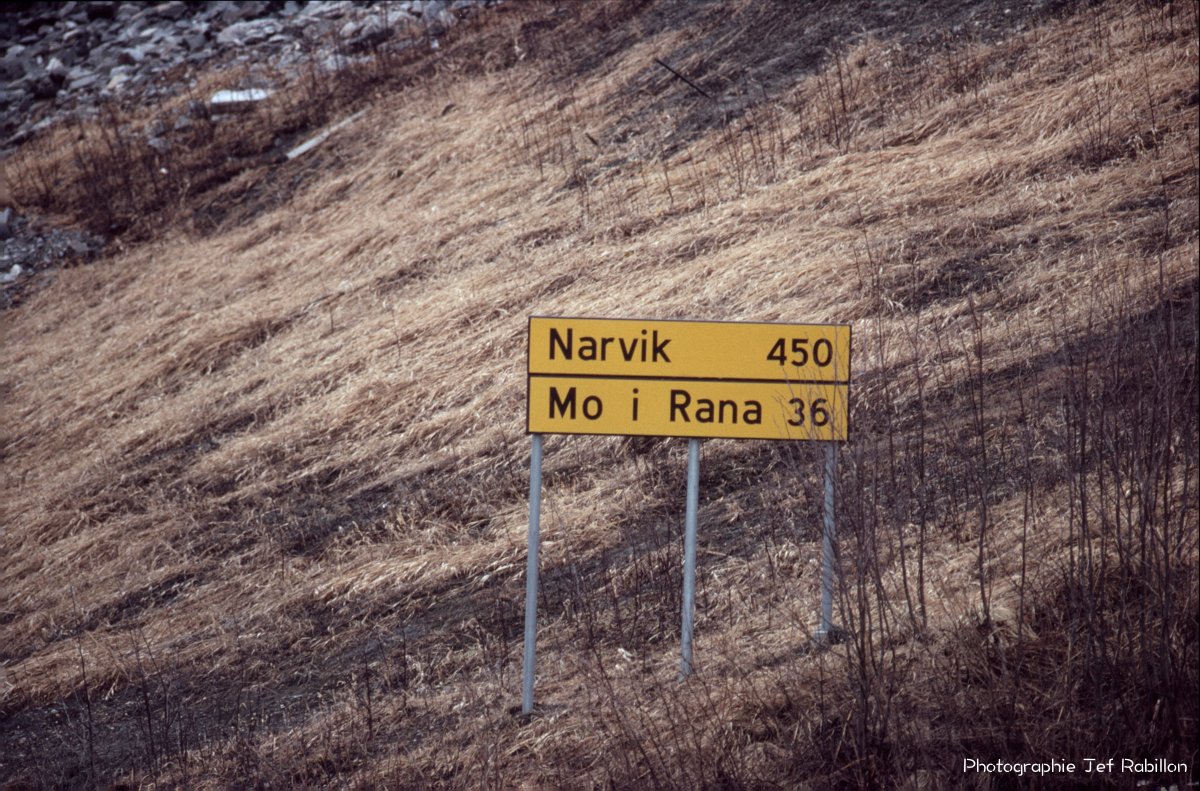 Narvik 450
Mo i Rana 36
Photographie Jef Rabillon